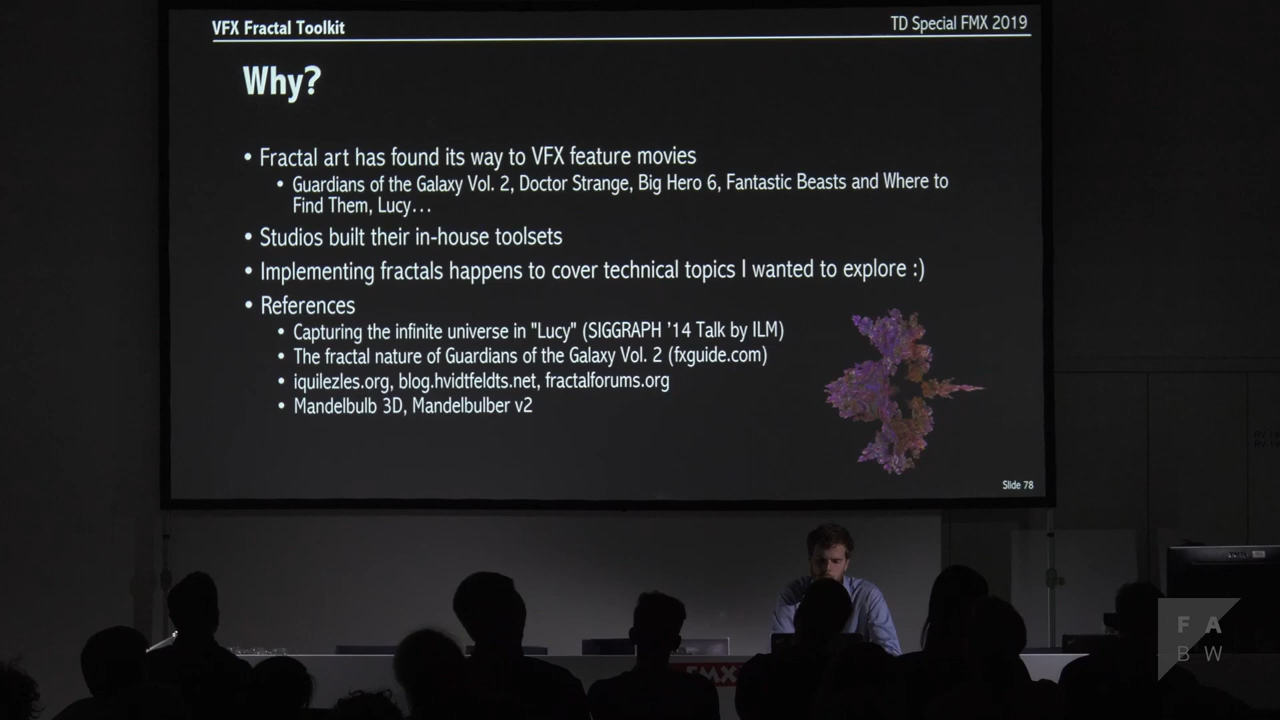 VFX Fractal Toolkit
TD Special FMX 2019
Why?
• Fractal art has found its way to VFX feature movies
• Guardians of the Galaxy Vol. 2, Doctor Strange, Big Hero 6, Fantastic Beasts and Where to
Find Them, Lucy…
• Studios built their in-house toolsets
• Implementing fractals happens to cover technical topics I wanted to explore :)
• References
• Capturing the infinite universe in "Lucy" (SIGGRAPH '14 Talk by ILM)
• The fractal nature of Guardians of the Galaxy Vol. 2 (fxguide.com)
• iquilezles.org, blog.hvidtfeldts.net, fractalforums.org
• Mandelbulb 3D, Mandelbulber v2
Slide 78
FMX
F A
B W